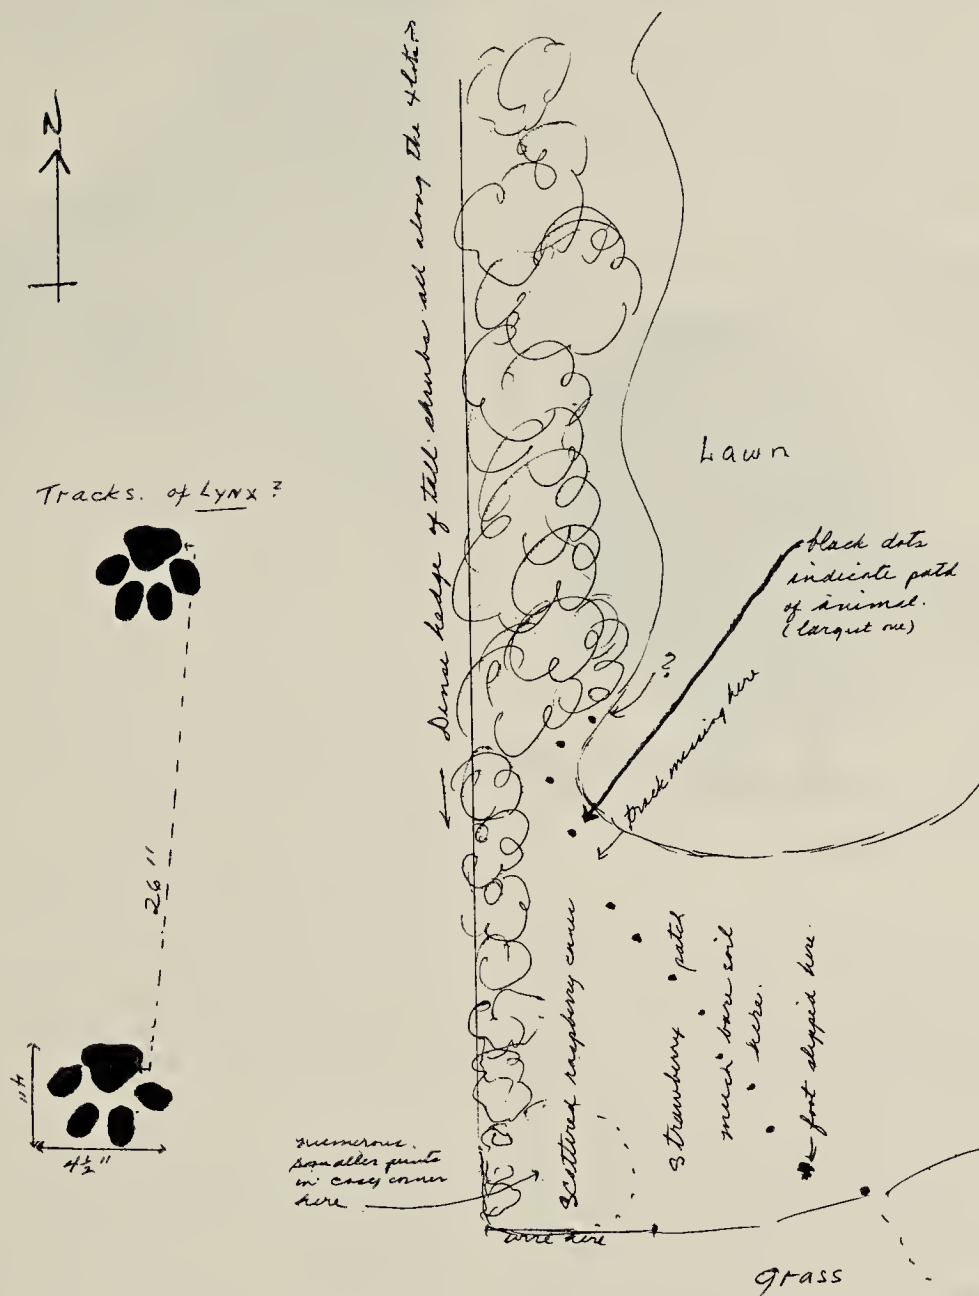 N
← Dense hedge of tall shrubs all along the 4 lots →
Tracks. of Lynx?
Lawn
black dots
indicate path
of animal.
(largest one)
?
track missing here
26"
4"
4½"
Scattered raspberry canes
Strawberry patch
much bare soil
here.
← foot slipped here.
numerous
smaller prints
in corner
here
wire here
grass